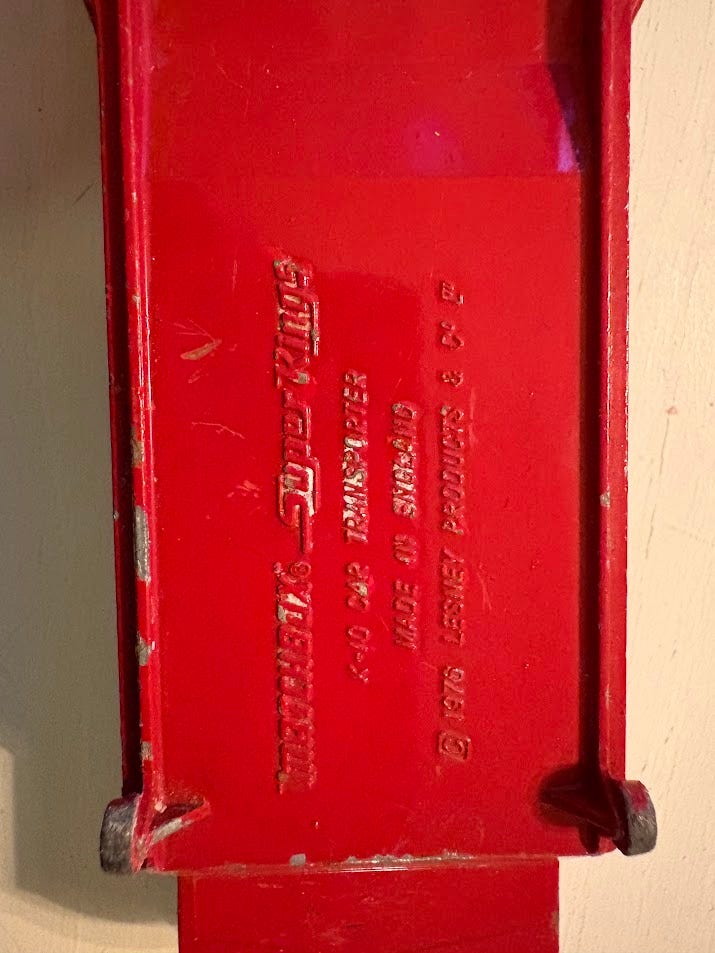 MATCHBOX® Super Kings
K-10 CAR TRANSPORTER
MADE IN ENGLAND
© 1976 LESNEY PRODUCTS & Cº Lᵀᴰ